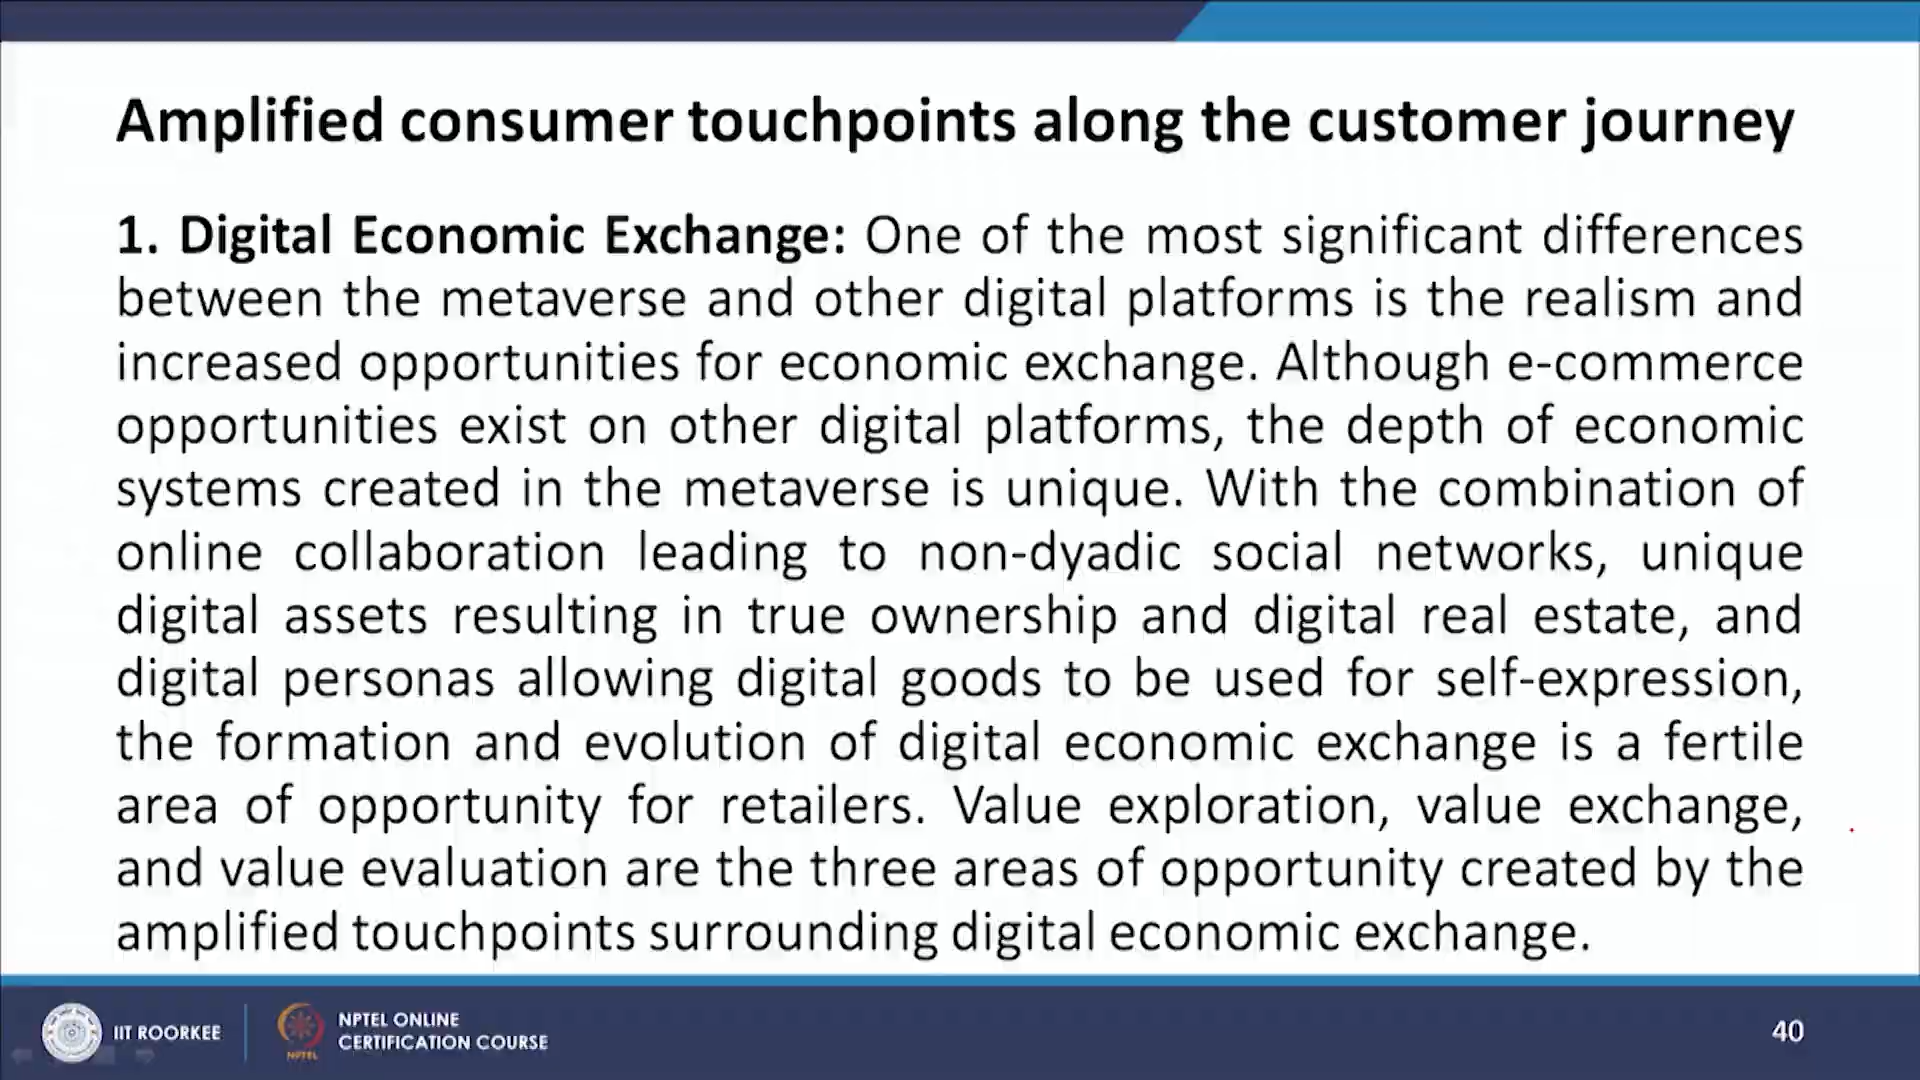 Amplified consumer touchpoints along the customer journey
1. Digital Economic Exchange: One of the most significant differences
between the metaverse and other digital platforms is the realism and
increased opportunities for economic exchange. Although e-commerce
opportunities exist on other digital platforms, the depth of economic
systems created in the metaverse is unique. With the combination of
online collaboration leading to non-dyadic social networks, unique
digital assets resulting in true ownership and digital real estate, and
digital personas allowing digital goods to be used for self-expression,
the formation and evolution of digital economic exchange is a fertile
area of opportunity for retailers. Value exploration, value exchange,
and value evaluation are the three areas of opportunity created by the
amplified touchpoints surrounding digital economic exchange.
IIT ROORKEE
NPTEL
NPTEL ONLINE
CERTIFICATION COURSE
40